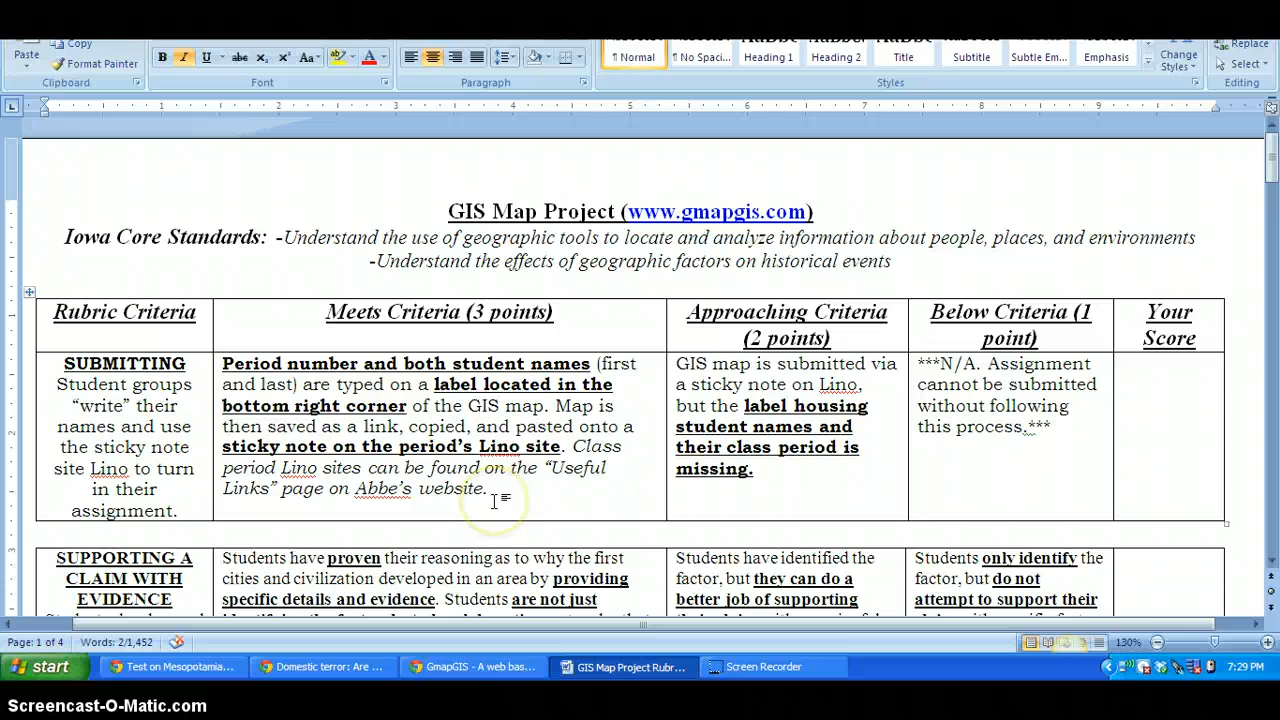 Copy
Paste
Format Painter
B I U abc X₂ X² Aa A
Normal
No Spaci...
Heading 1
Heading 2
Title
Subtitle
Subtle Em...
Emphasis
Change Styles
Replace
Select
Clipboard
Font
Paragraph
Styles
Editing
1 2 3 4 5 6 7 8 9
GIS Map Project (www.gmapgis.com)
Iowa Core Standards: -Understand the use of geographic tools to locate and analyze information about people, places, and environments
-Understand the effects of geographic factors on historical events
Rubric Criteria
Meets Criteria (3 points)
Approaching Criteria
(2 points)
Below Criteria (1
point)
Your
Score
SUBMITTING
Student groups
“write” their
names and use
the sticky note
site Lino to turn
in their
assignment.
Period number and both student names (first
and last) are typed on a label located in the
bottom right corner of the GIS map. Map is
then saved as a link, copied, and pasted onto a
sticky note on the period’s Lino site. Class
period Lino sites can be found on the “Useful
Links” page on Abbe’s website.
GIS map is submitted via
a sticky note on Lino,
but the label housing
student names and
their class period is
missing.
***N/A. Assignment
cannot be submitted
without following
this process.***
SUPPORTING A
CLAIM WITH
EVIDENCE
Students have proven their reasoning as to why the first
cities and civilization developed in an area by providing
specific details and evidence. Students are not just
Students have identified the
factor, but they can do a
better job of supporting
Students only identify the
factor, but do not
attempt to support their
Page: 1 of 4
Words: 2/1,452
130%
start
Test on Mesopotamia...
Domestic terror: Are ...
GmapGIS - A web bas...
GIS Map Project Rubr...
Screen Recorder
7:29 PM
Screencast-O-Matic.com